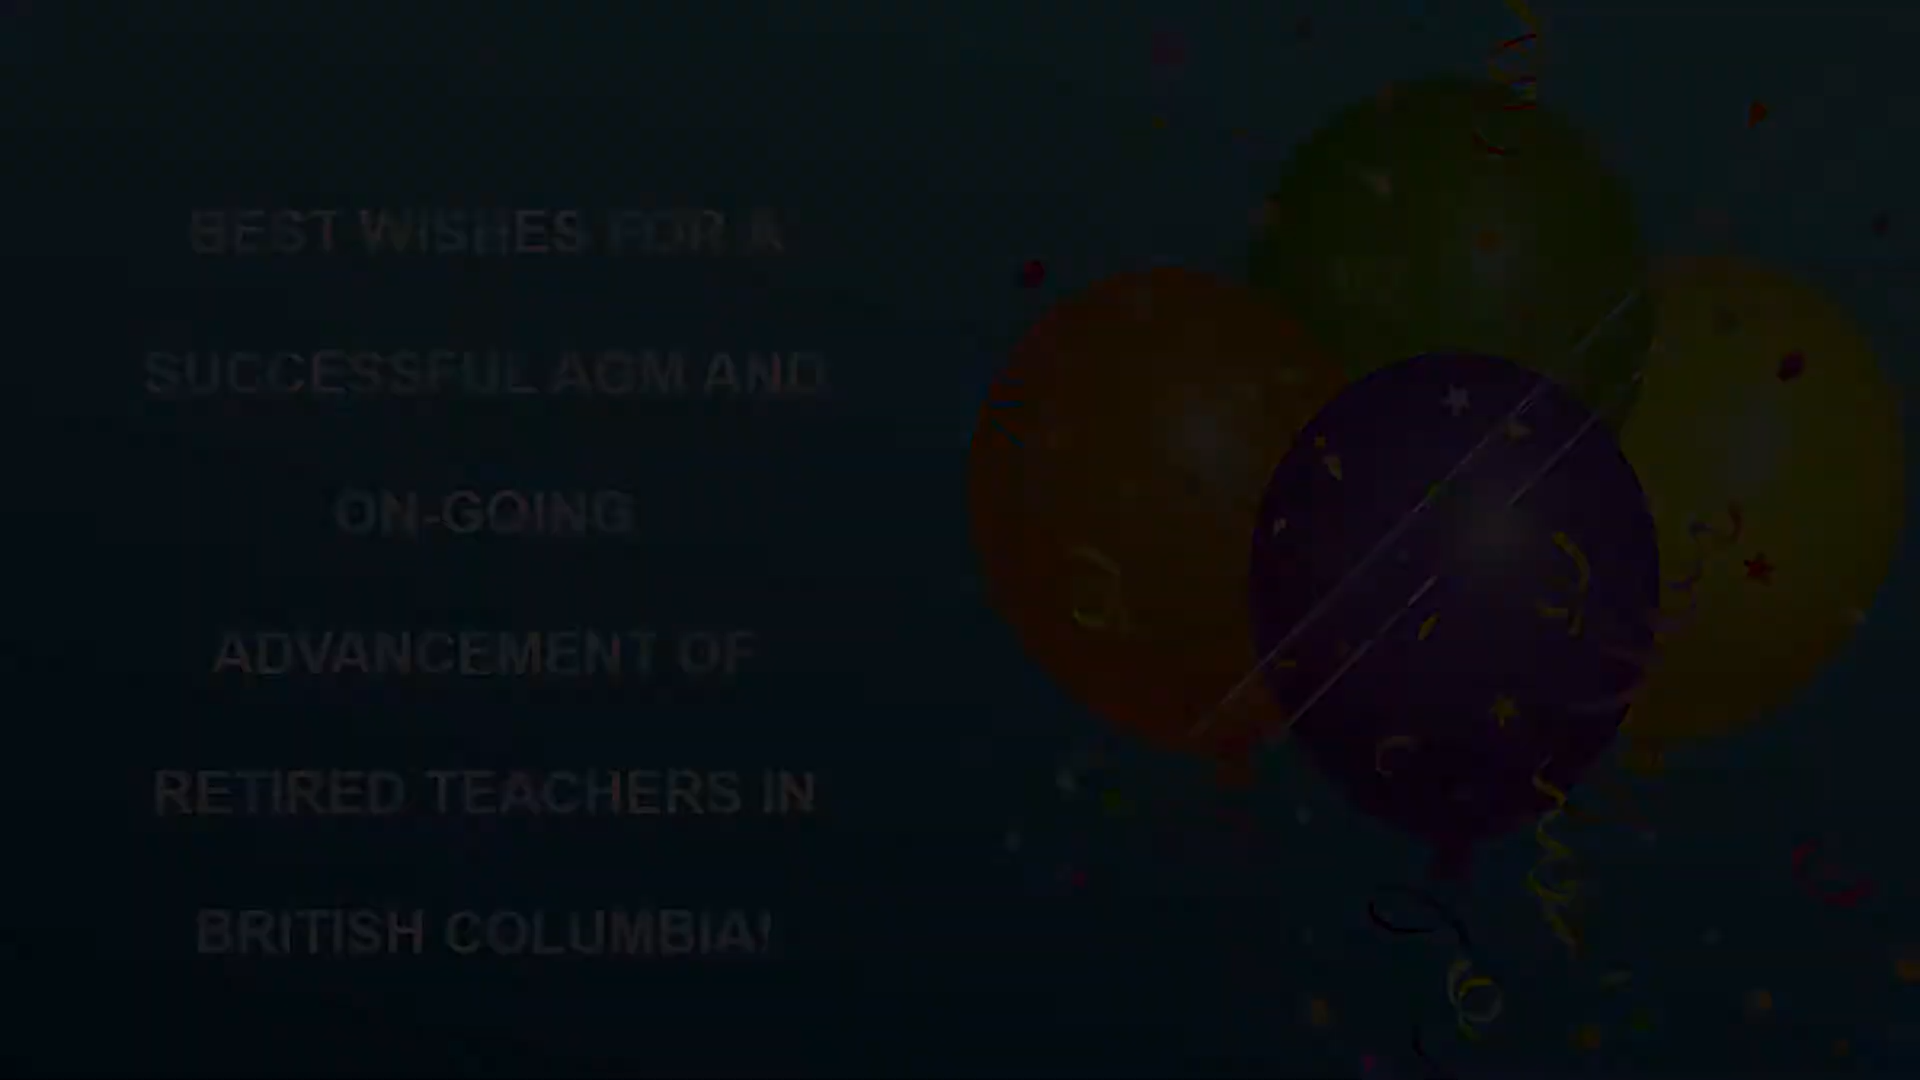 BEST WISHES FOR A
SUCCESSFUL AGM AND
ON-GOING
ADVANCEMENT OF
RETIRED TEACHERS IN
BRITISH COLUMBIA!